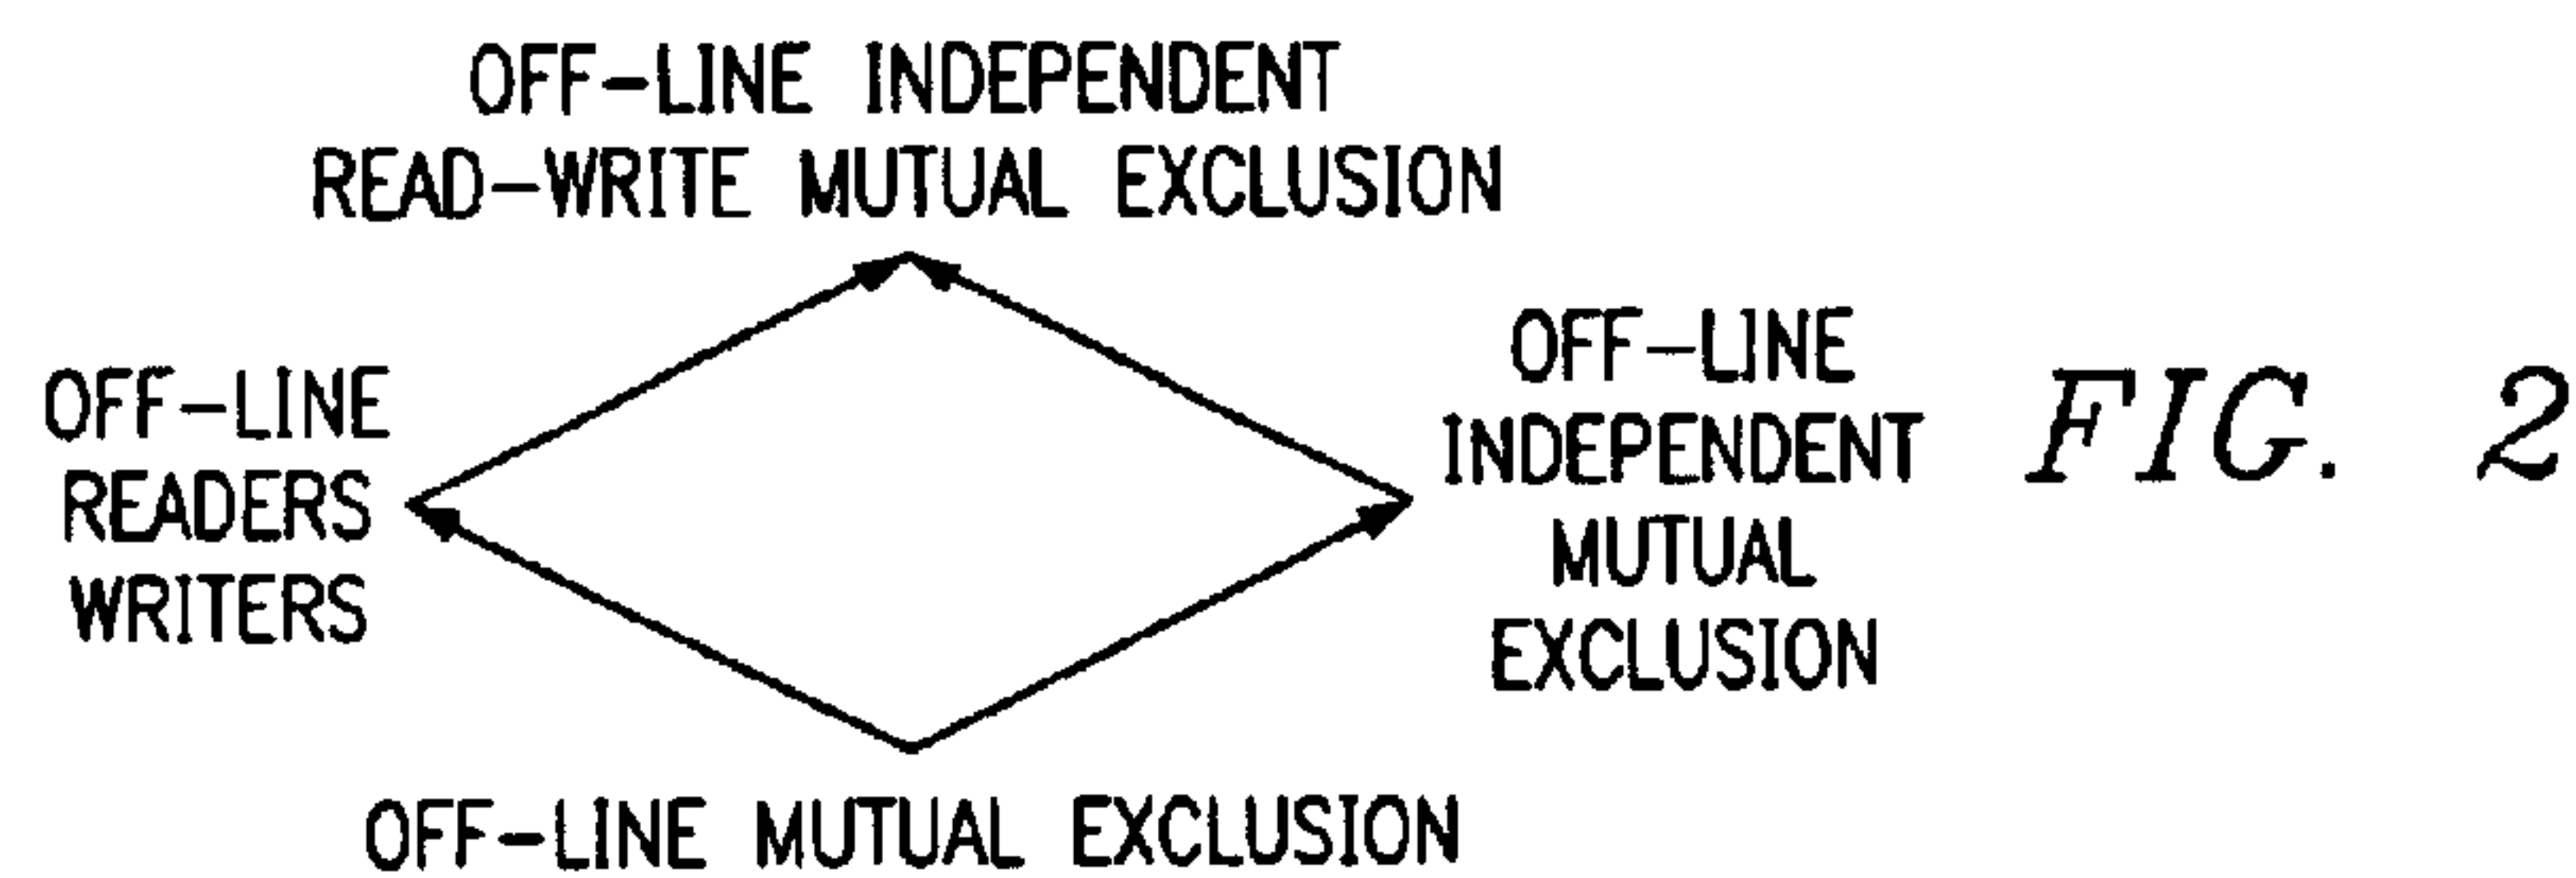 OFF-LINE INDEPENDENT
READ-WRITE MUTUAL EXCLUSION
OFF-LINE
READERS
WRITERS
OFF-LINE
INDEPENDENT
MUTUAL
EXCLUSION
FIG. 2
OFF-LINE MUTUAL EXCLUSION